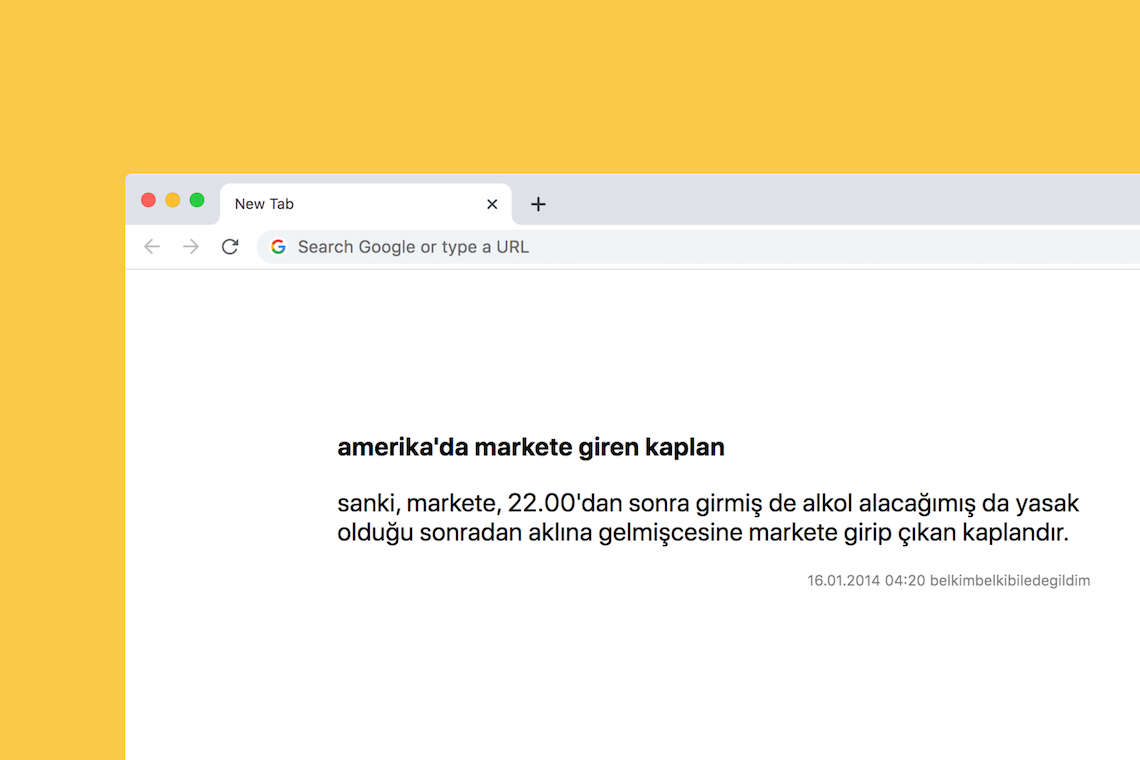 New Tab
Search Google or type a URL
amerika'da markete giren kaplan
sanki, markete, 22.00'dan sonra girmiş de alkol alacağımış da yasak
olduğu sonradan aklına gelmişcesine markete girip çıkan kaplandır.
16.01.2014 04:20 belkimbelkibiledegildim